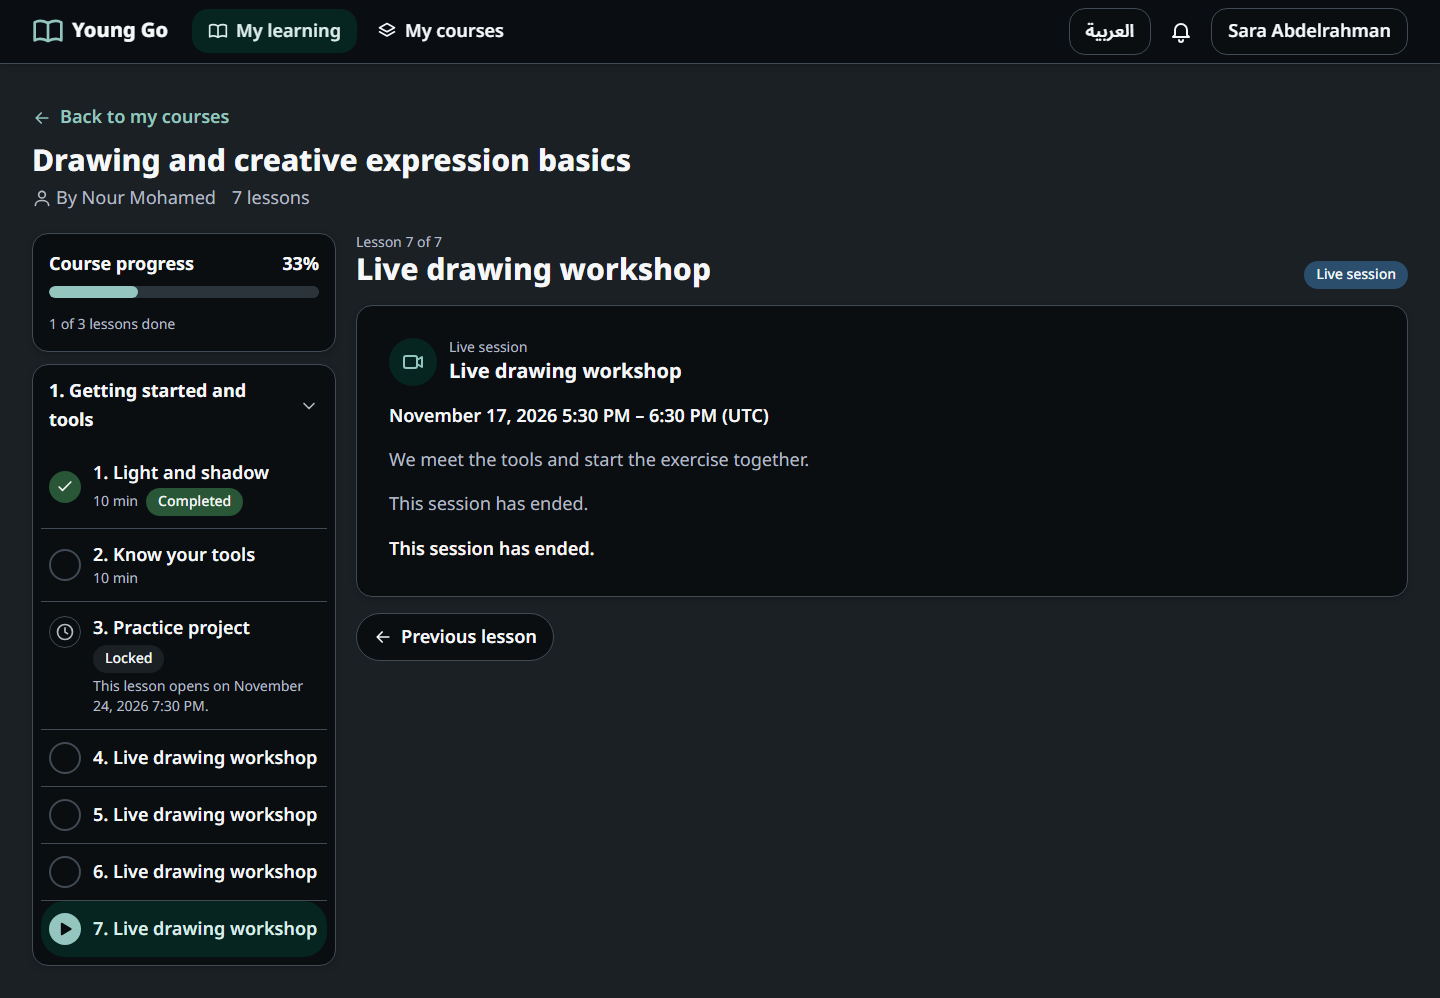 Young Go
My learning
My courses
العربية
Sara Abdelrahman
Back to my courses
Drawing and creative expression basics
By Nour Mohamed 7 lessons
Course progress 33%
1 of 3 lessons done
1. Getting started and
tools
1. Light and shadow
10 min Completed
2. Know your tools
10 min
3. Practice project
Locked
This lesson opens on November
24, 2026 7:30 PM.
4. Live drawing workshop
5. Live drawing workshop
6. Live drawing workshop
7. Live drawing workshop
Lesson 7 of 7
Live drawing workshop
Live session
Live session
Live drawing workshop
November 17, 2026 5:30 PM – 6:30 PM (UTC)
We meet the tools and start the exercise together.
This session has ended.
This session has ended.
Previous lesson